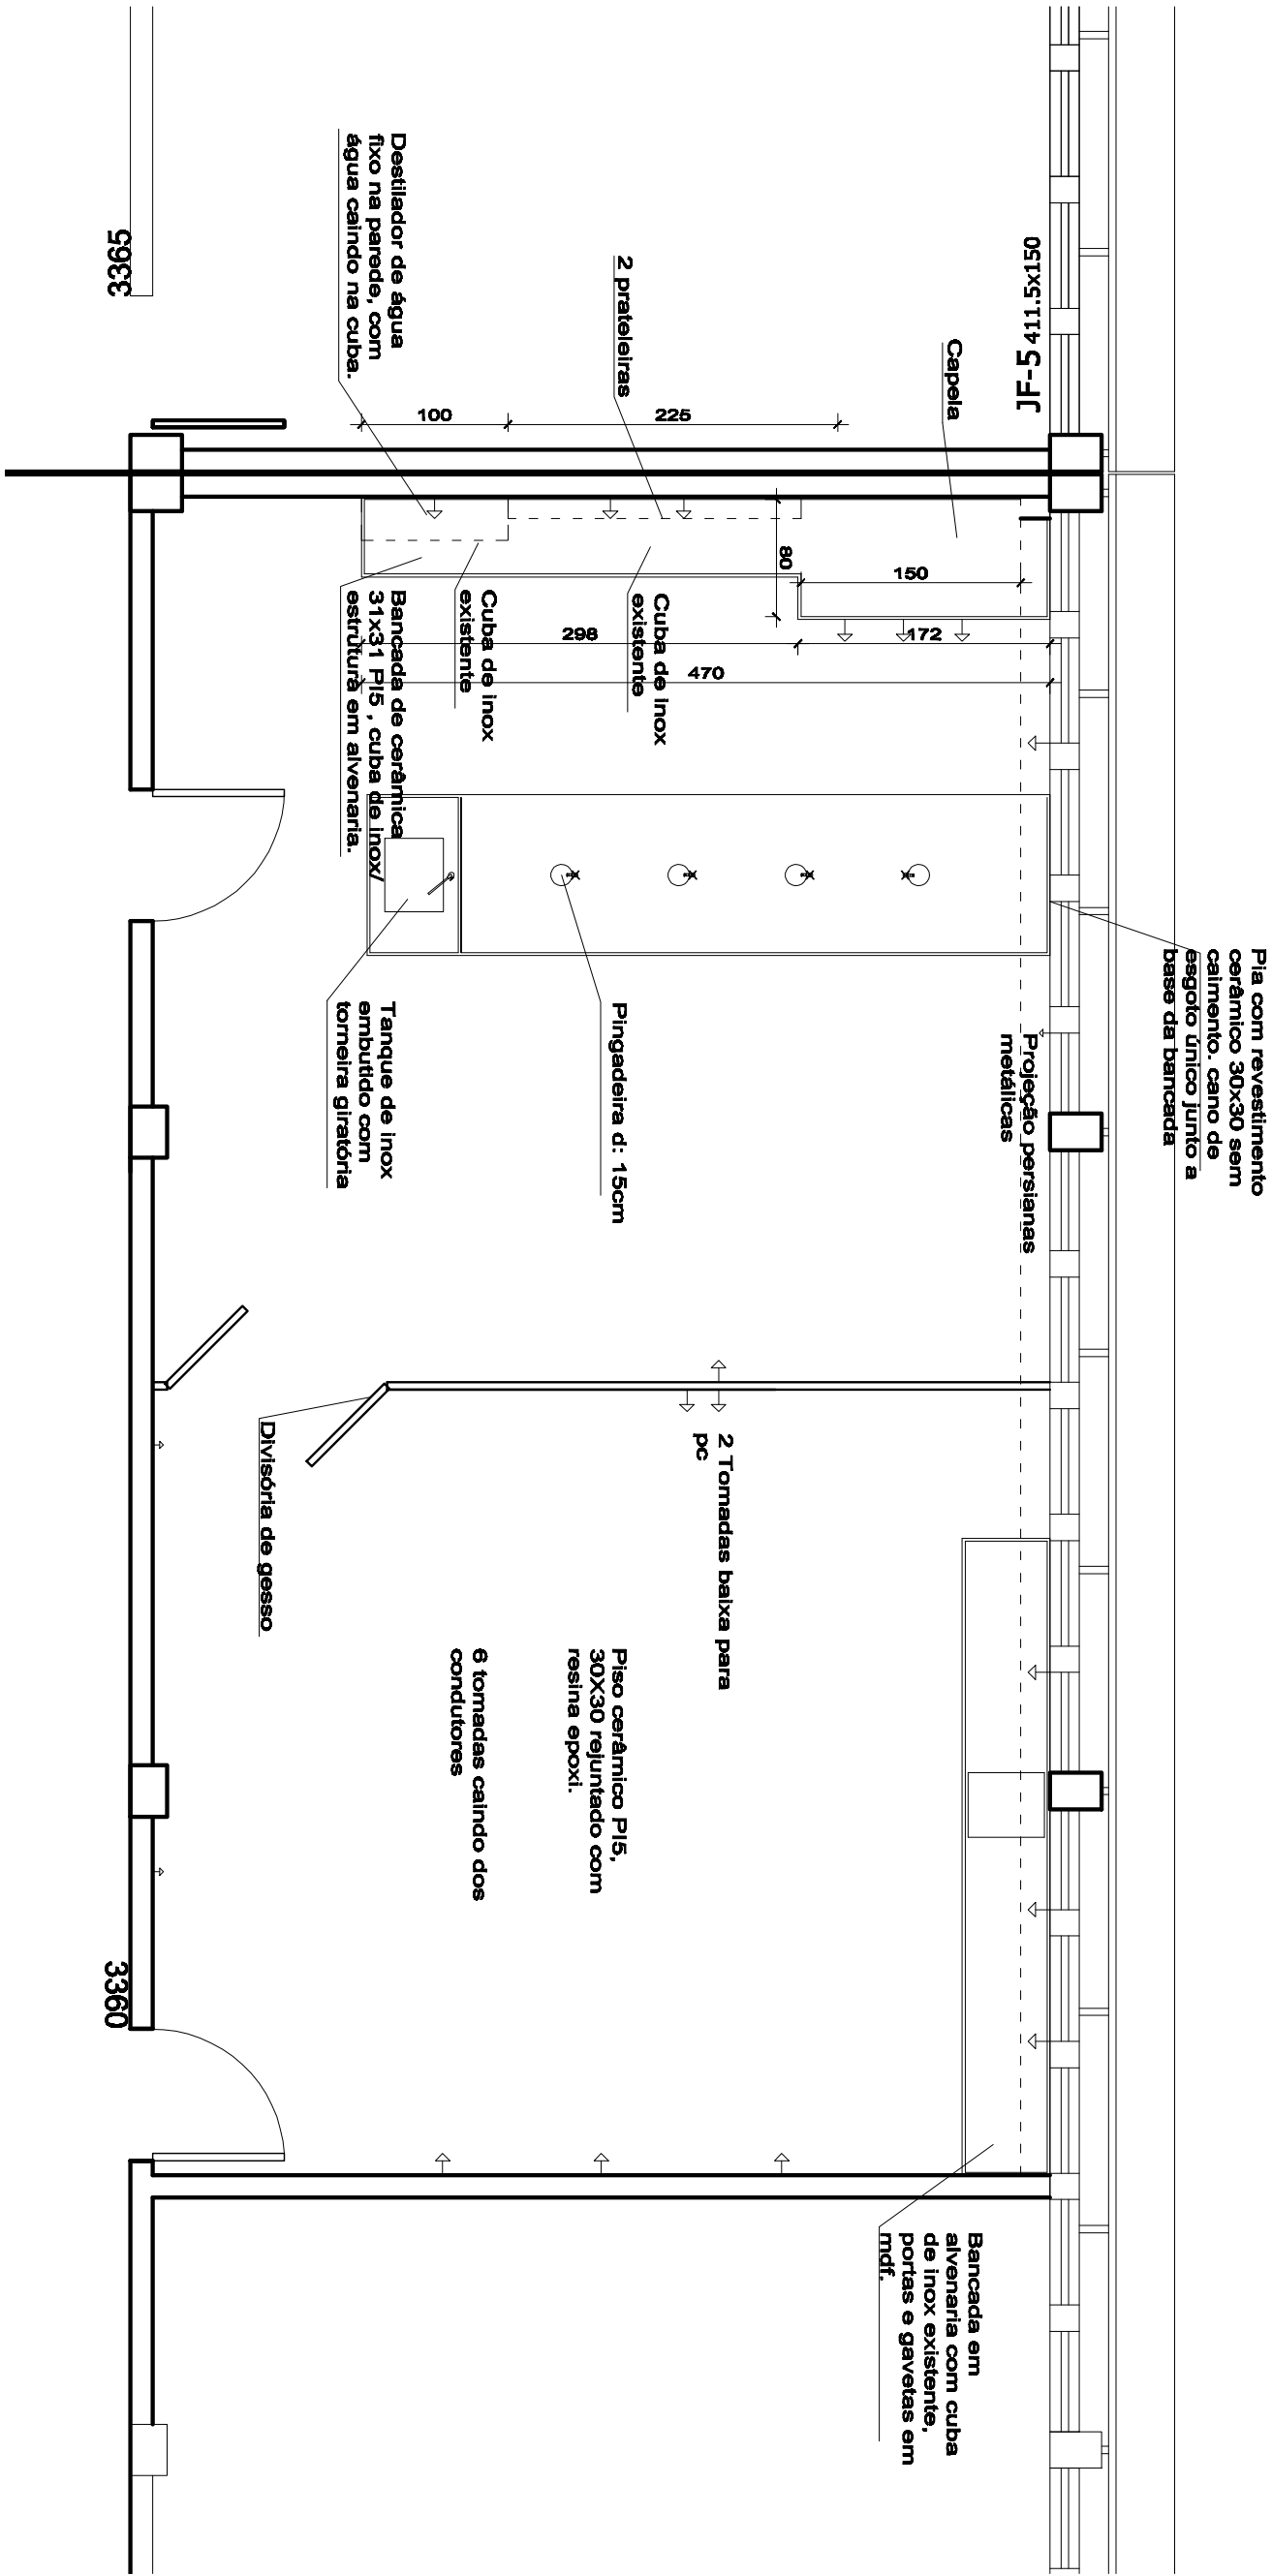 Pia com revestimento
cerâmico 30x30 sem
caimento. cano de
esgoto único junto a
base da bancada
JF-5 411.5x150
Capela
2 prateleiras
Destilador de água
fixo na parede, com
água caindo na cuba.
3365
100
225
80
150
298
172
470
Cuba de inox
existente
Cuba de inox
existente
Bancada de cerâmica
31x31 PI5 , cuba de inox/
estrutura em alvenaria.
Projeção persianas
metálicas
Pingadeira d: 15cm
Tanque de inox
embutido com
torneira giratória
2 Tomadas baixa para
pc
Divisória de gesso
Piso cerâmico PI5,
30X30 rejuntado com
resina epoxi.
6 tomadas caindo dos
condutores
3360
Bancada em
alvenaria com cuba
de inox existente,
portas e gavetas em
mdf.